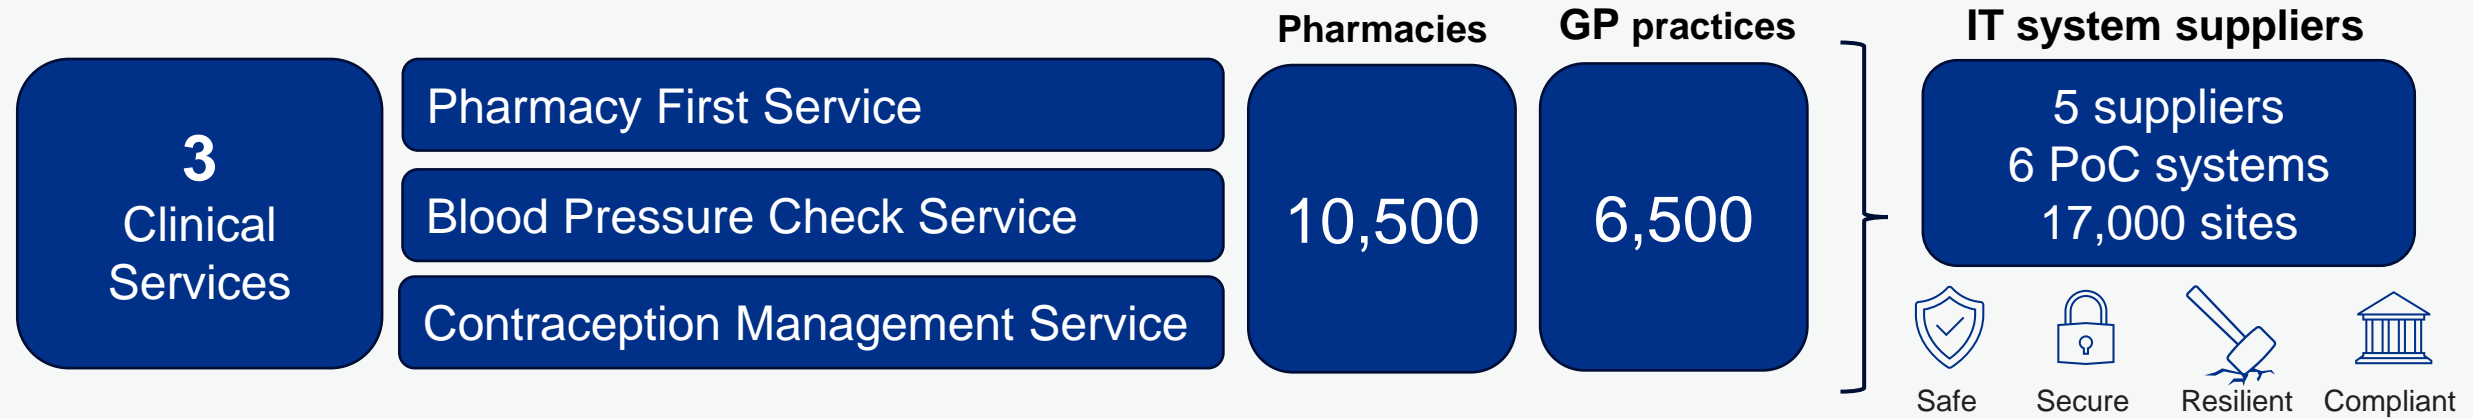 3
Clinical
Services
Pharmacy First Service
Blood Pressure Check Service
Contraception Management Service
Pharmacies
10,500
GP practices
6,500
IT system suppliers
5 suppliers
6 PoC systems
17,000 sites
Safe
Secure
Resilient
Compliant